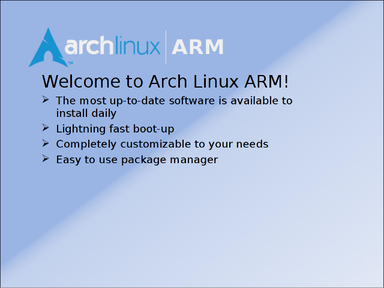 archlinux ARM
Welcome to Arch Linux ARM!
➢ The most up-to-date software is available to
install daily
➢ Lightning fast boot-up
➢ Completely customizable to your needs
➢ Easy to use package manager